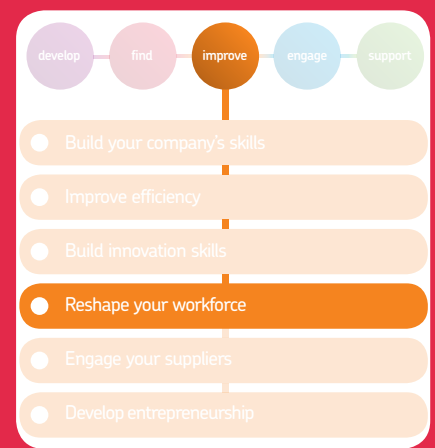 develop find improve engage support
Build your company's skills
Improve efficiency
Build innovation skills
Reshape your workforce
Engage your suppliers
Develop entrepreneurship